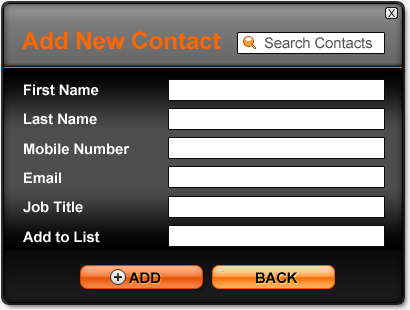 X
Add New Contact
Search Contacts
First Name
Last Name
Mobile Number
Email
Job Title
Add to List
ADD
BACK